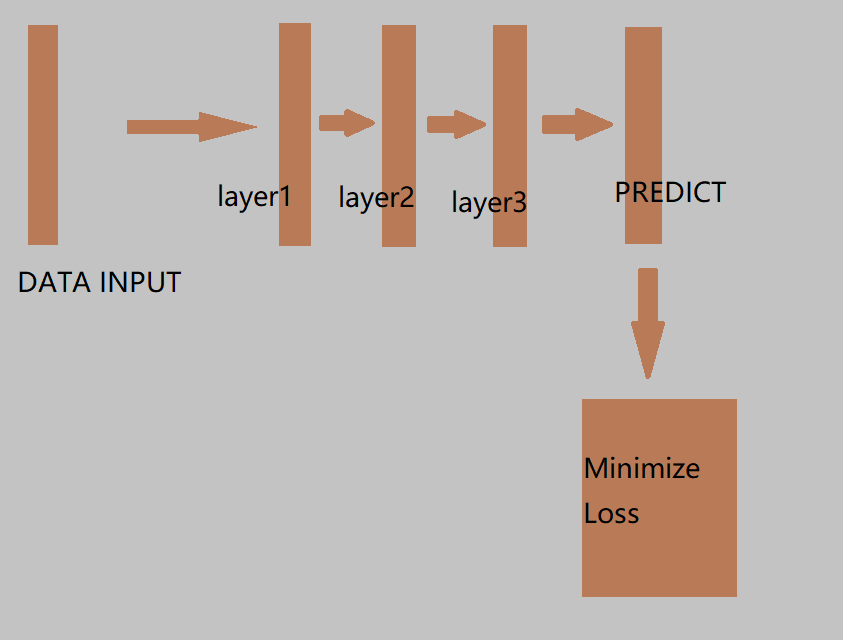 layer1
layer2
layer3
PREDICT
DATA INPUT
Minimize
Loss